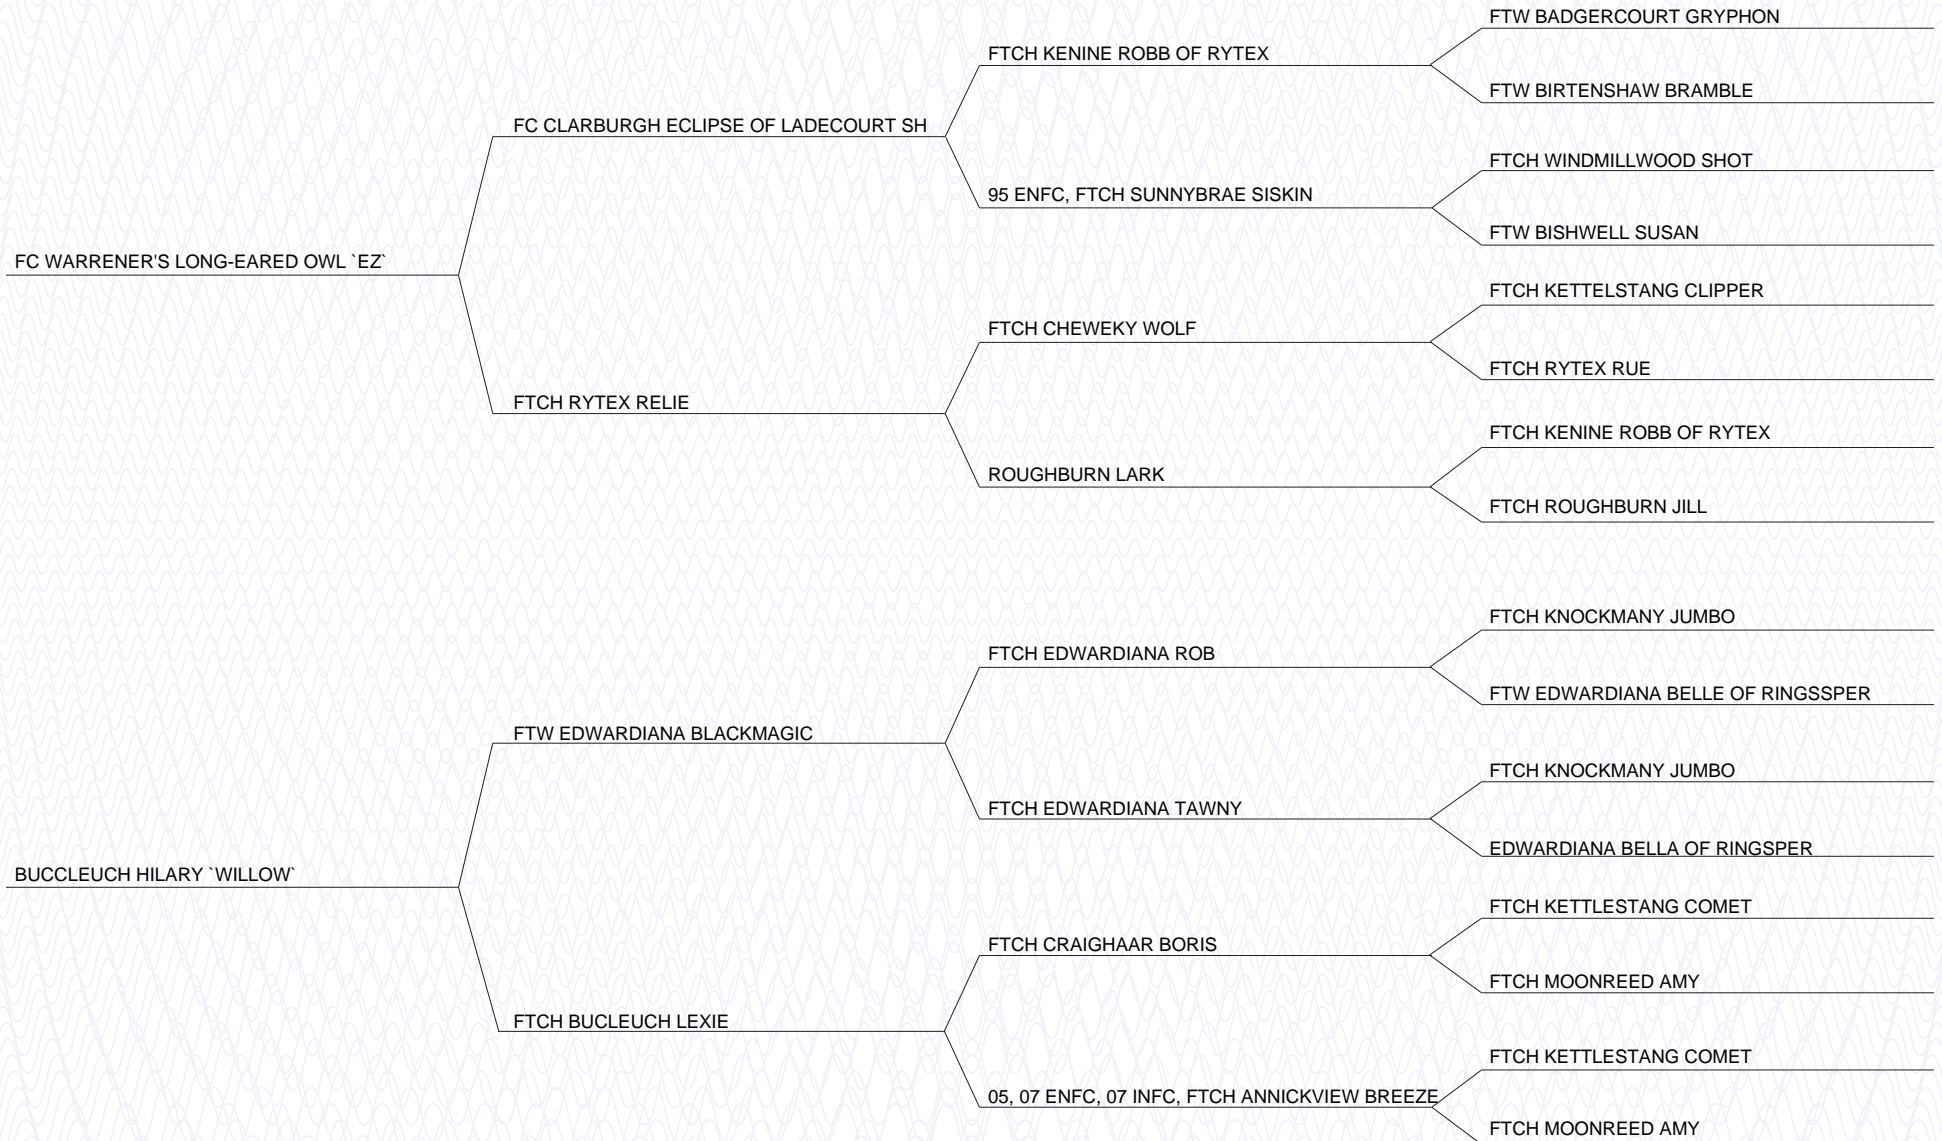 FTW BADGERCOURT GRYPHON
FTCH KENINE ROBB OF RYTEX
FTW BIRTENSHAW BRAMBLE
FC CLARBURGH ECLIPSE OF LADECOURT SH
FTCH WINDMILLWOOD SHOT
95 ENFC, FTCH SUNNYBRAE SISKIN
FTW BISHWELL SUSAN
FC WARRENER'S LONG-EARED OWL `EZ`
FTCH KETTELSTANG CLIPPER
FTCH CHEWEKY WOLF
FTCH RYTEX RUE
FTCH RYTEX RELIE
FTCH KENINE ROBB OF RYTEX
ROUGHBURN LARK
FTCH ROUGHBURN JILL
FTCH KNOCKMANY JUMBO
FTCH EDWARDIANA ROB
FTW EDWARDIANA BELLE OF RINGSSPER
FTW EDWARDIANA BLACKMAGIC
FTCH KNOCKMANY JUMBO
FTCH EDWARDIANA TAWNY
EDWARDIANA BELLA OF RINGSPER
BUCCLEUCH HILARY `WILLOW`
FTCH KETTLESTANG COMET
FTCH CRAIGHAAR BORIS
FTCH MOONREED AMY
FTCH BUCLEUCH LEXIE
FTCH KETTLESTANG COMET
05, 07 ENFC, 07 INFC, FTCH ANNICKVIEW BREEZE
FTCH MOONREED AMY